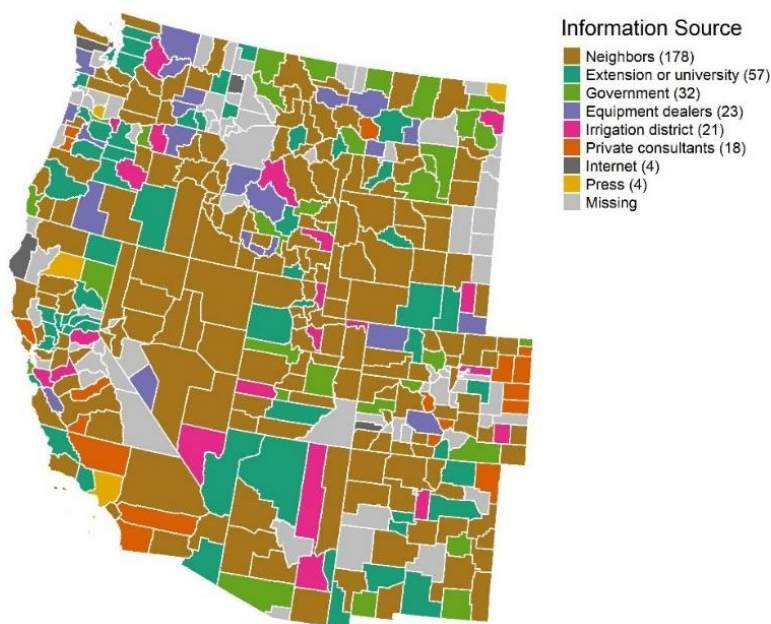 Information Source
Neighbors (178)
Extension or university (57)
Government (32)
Equipment dealers (23)
Irrigation district (21)
Private consultants (18)
Internet (4)
Press (4)
Missing